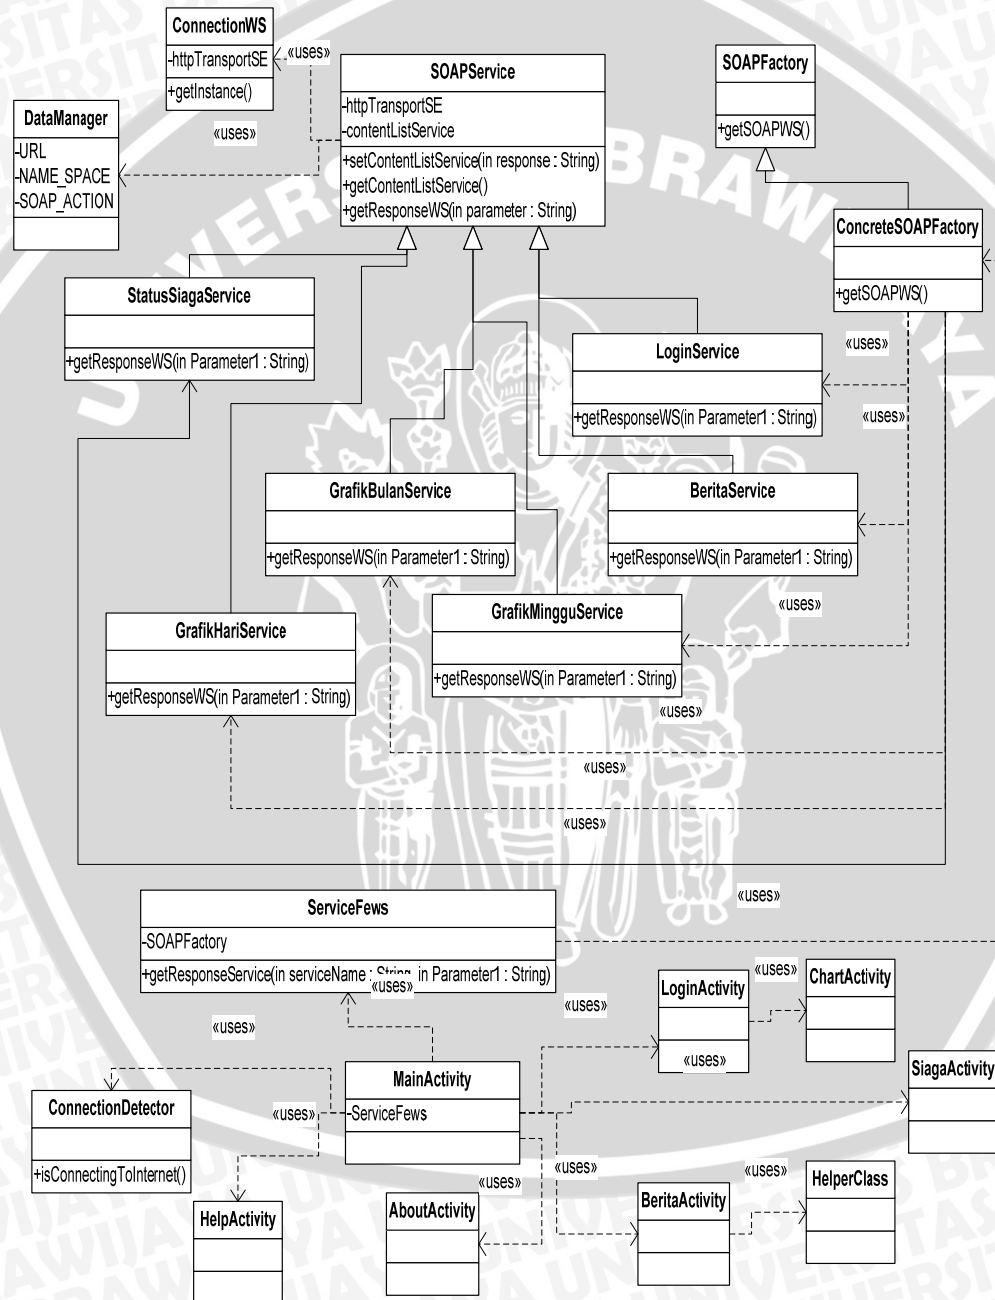 ConnectionWS
-httpTransportSE
+getInstance()
«uses»
SOAPService
-httpTransportSE
-contentListService
+setContentListService(in response : String)
+getContentListService()
+getResponseWS(in parameter : String)
SOAPFactory
+getSOAPWS()
DataManager
-URL
-NAME_SPACE
-SOAP_ACTION
«uses»
ConcreteSOAPFactory
+getSOAPWS()
StatusSiagaService
+getResponseWS(in Parameter1 : String)
LoginService
+getResponseWS(in Parameter1 : String)
«uses»
«uses»
GrafikBulanService
+getResponseWS(in Parameter1 : String)
BeritaService
+getResponseWS(in Parameter1 : String)
«uses»
GrafikMingguService
+getResponseWS(in Parameter1 : String)
GrafikHariService
+getResponseWS(in Parameter1 : String)
«uses»
«uses»
«uses»
«uses»
ServiceFews
-SOAPFactory
+getResponseService(in serviceName : String, in Parameter1 : String)
«uses»
«uses»
«uses»
LoginActivity
«uses»
«uses»
ChartActivity
SiagaActivity
MainActivity
-ServiceFews
ConnectionDetector
+isConnectingToInternet()
«uses»
HelpActivity
AboutActivity
«uses»
«uses»
BeritaActivity
«uses»
HelperClass
UNIVERSITAS BRAWIJAYA